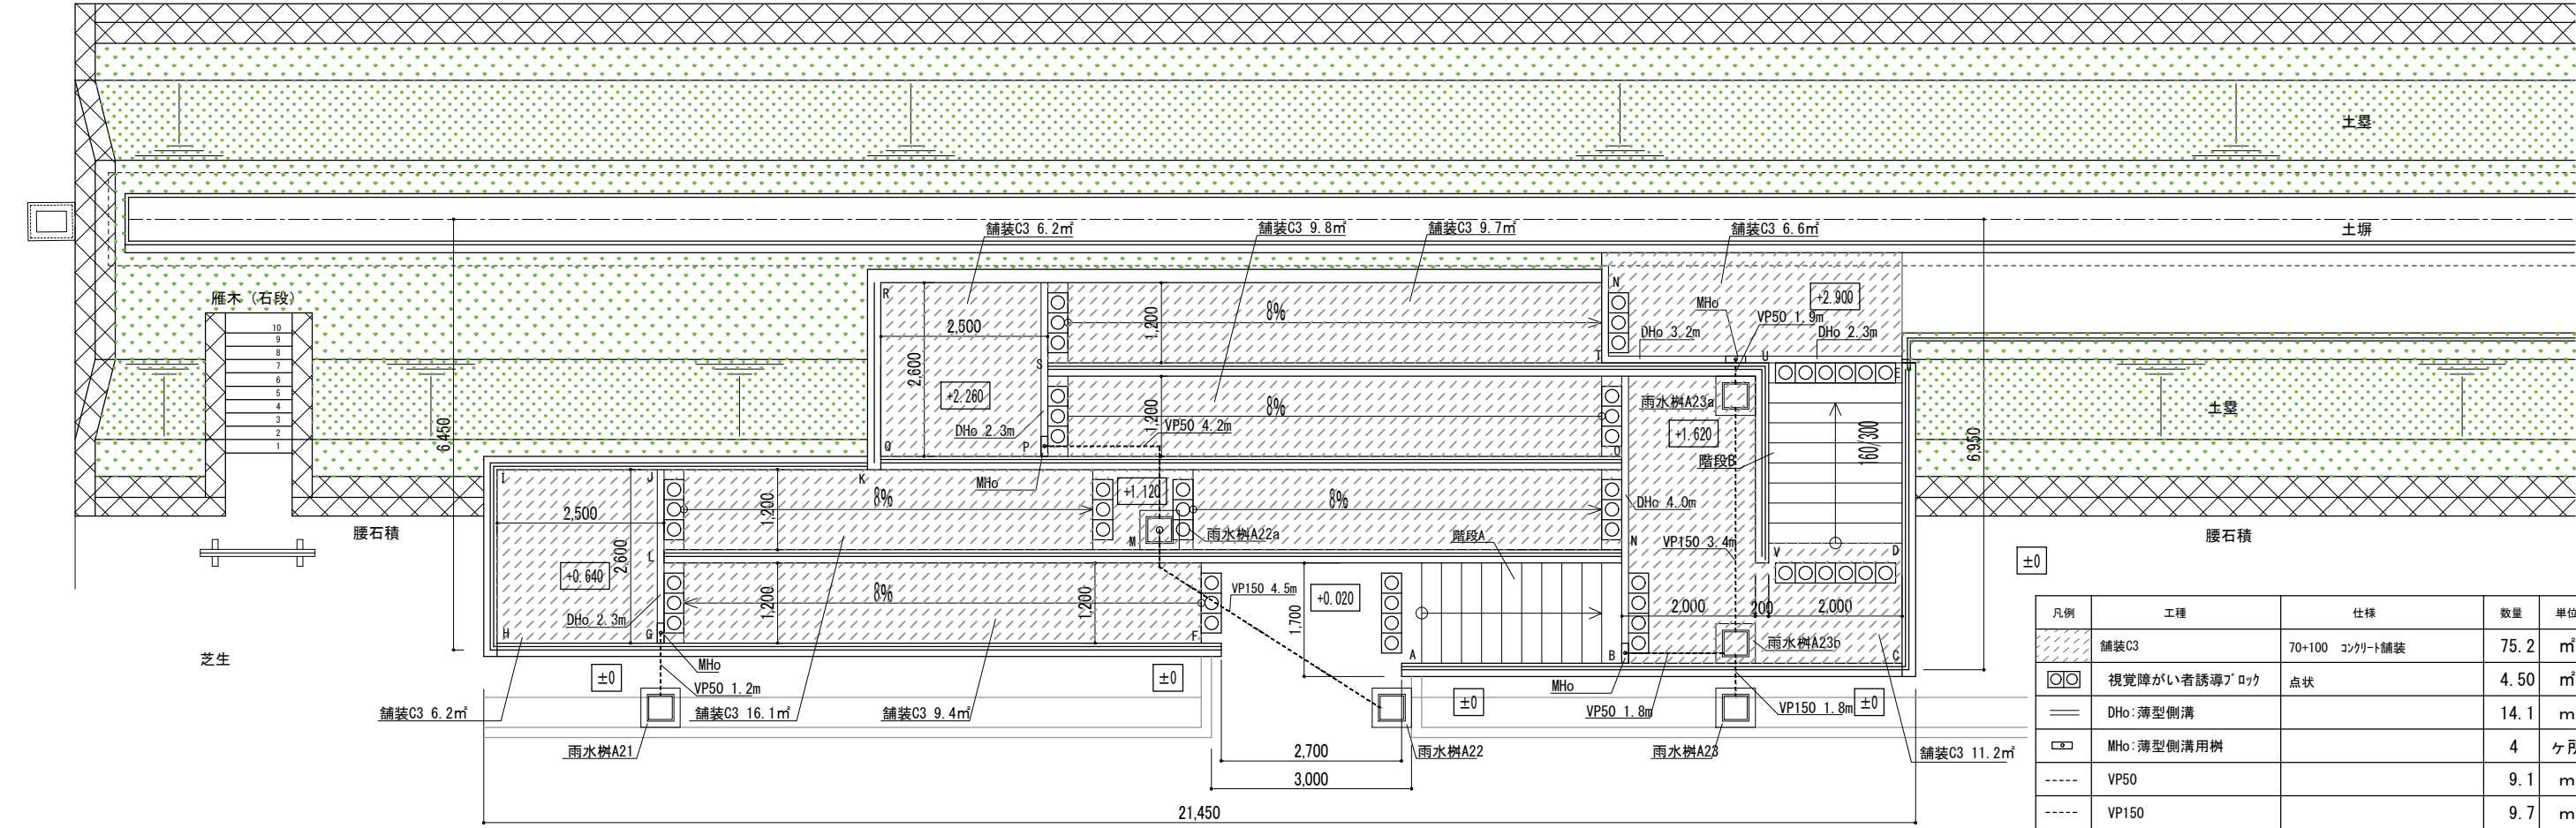 土塁
土塀
舗装C3 6.2㎡
舗装C3 9.8㎡
舗装C3 9.7㎡
舗装C3 6.6㎡
雁木（石段）
10
9
8
7
6
5
4
3
2
1
R
2,500
2,600
S
+2.260
DHo 2.3m
Q
P
MHo
8%
1,200
8%
1,200
VP50 4.2m
T
O
N
MHo
+2.900
VP50 1.9m
DHo 3.2m
DHo 2.3m
U
E
雨水桝A23a
+1.620
階段B
160/300
土塁
6,450
6,950
I
J
K
2,500
2,600
+0.640
DHo 2.3m
H
G
L
8%
1,200
+1.120
M
雨水桝A22a
8%
DHo 4.0m
階段A
N
VP150 3.4m
V
D
腰石積
腰石積
±0
8%
1,200
1,200
F
VP150 4.5m
+0.020
1,700
2,000
200
2,000
A
B
C
雨水桝A23b
芝生
±0
MHo
VP50 1.2m
±0
±0
MHo
VP50 1.8m
VP150 1.8m
±0
舗装C3 6.2㎡
舗装C3 16.1㎡
舗装C3 9.4㎡
雨水桝A21
雨水桝A22
雨水桝A23
舗装C3 11.2㎡
2,700
3,000
21,450
凡例 工種 仕様 数量 単位
舗装C3 70+100 コンクリート舗装 75.2 ㎡
視覚障がい者誘導ブロック 点状 4.50 ㎡
DHo:薄型側溝 14.1 m
MHo:薄型側溝用桝 4 ヶ所
VP50 9.1 m
VP150 9.7 m